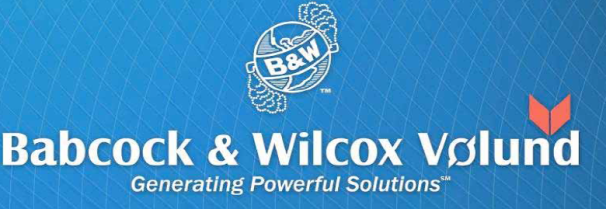 B&W
TM
Babcock & Wilcox Vølund
Generating Powerful Solutions℠